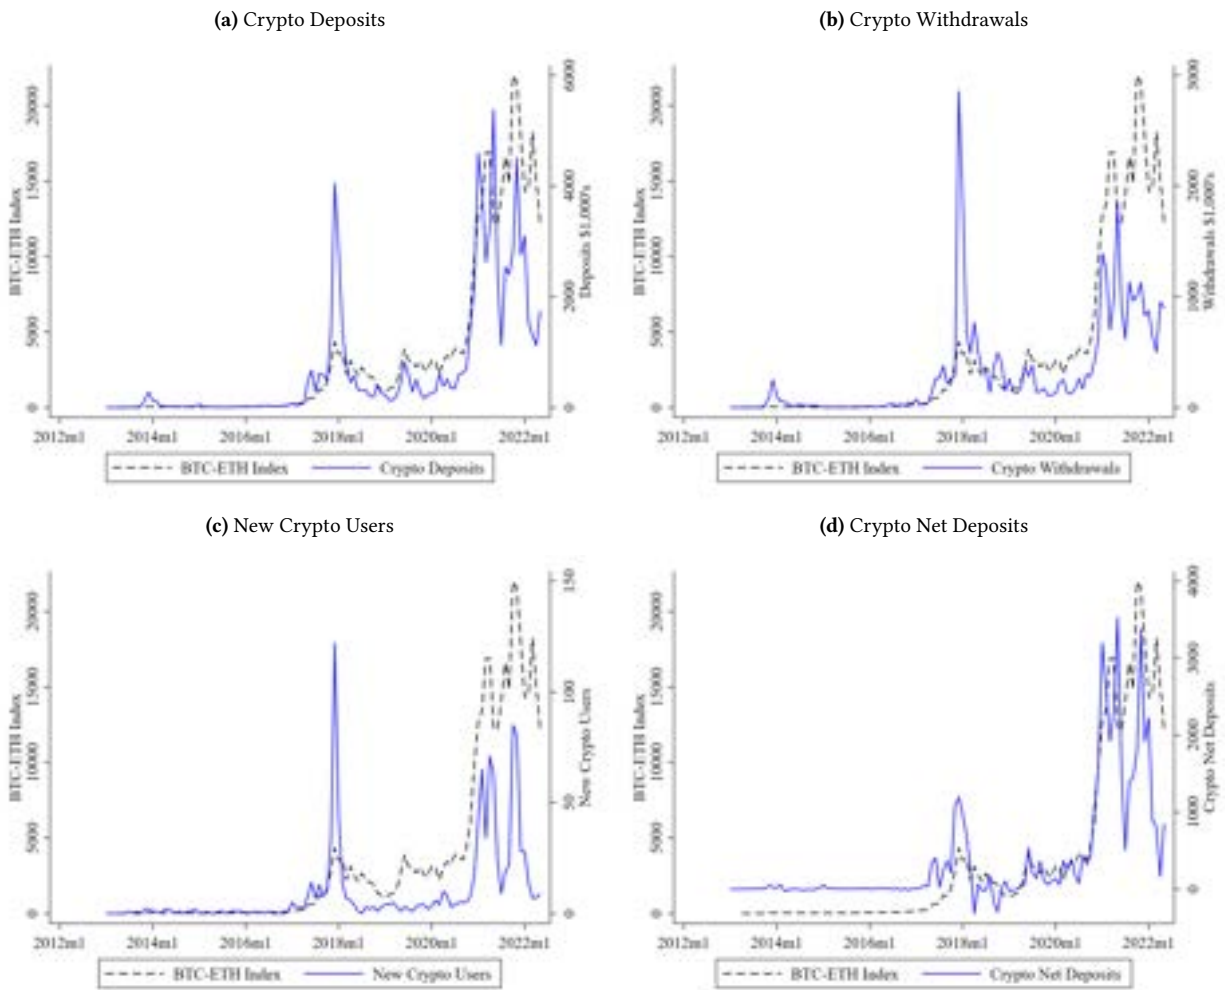 (a) Crypto Deposits
BTC-ETH Index
0 5000 10000 15000 20000
Deposits $1,000's
0 2000 4000 6000
2012m1 2014m1 2016m1 2018m1 2020m1 2022m1
BTC-ETH Index Crypto Deposits
(b) Crypto Withdrawals
BTC-ETH Index
0 5000 10000 15000 20000
Withdrawals $1,000's
0 1000 2000 3000
2012m1 2014m1 2016m1 2018m1 2020m1 2022m1
BTC-ETH Index Crypto Withdrawals
(c) New Crypto Users
BTC-ETH Index
0 5000 10000 15000 20000
New Crypto Users
0 50 100 150
2012m1 2014m1 2016m1 2018m1 2020m1 2022m1
BTC-ETH Index New Crypto Users
(d) Crypto Net Deposits
BTC-ETH Index
0 5000 10000 15000 20000
Crypto Net Deposits
0 1000 2000 3000 4000
2012m1 2014m1 2016m1 2018m1 2020m1 2022m1
BTC-ETH Index Crypto Net Deposits